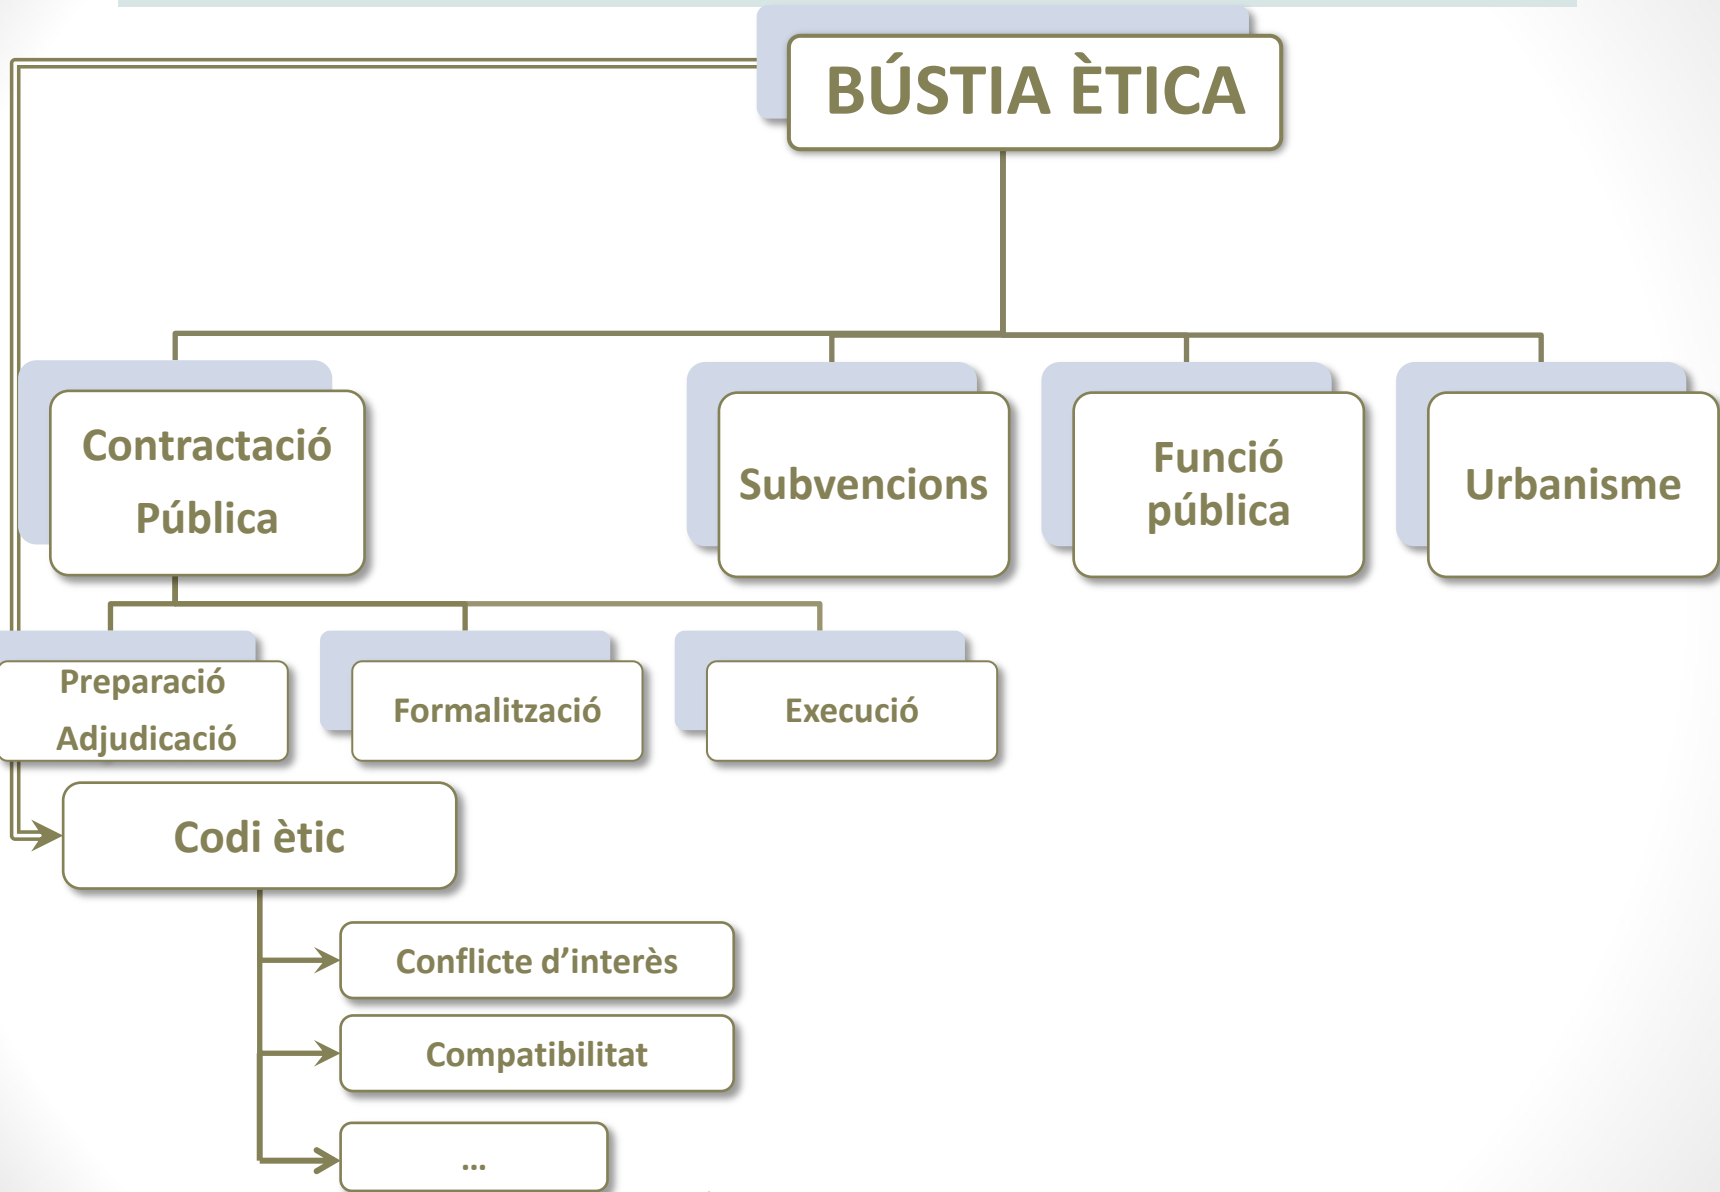 BÚSTIA ÈTICA
Contractació
Pública
Subvencions
Funció
pública
Urbanisme
Preparació
Adjudicació
Formalització
Execució
Codi ètic
Conflicte d’interès
Compatibilitat
...